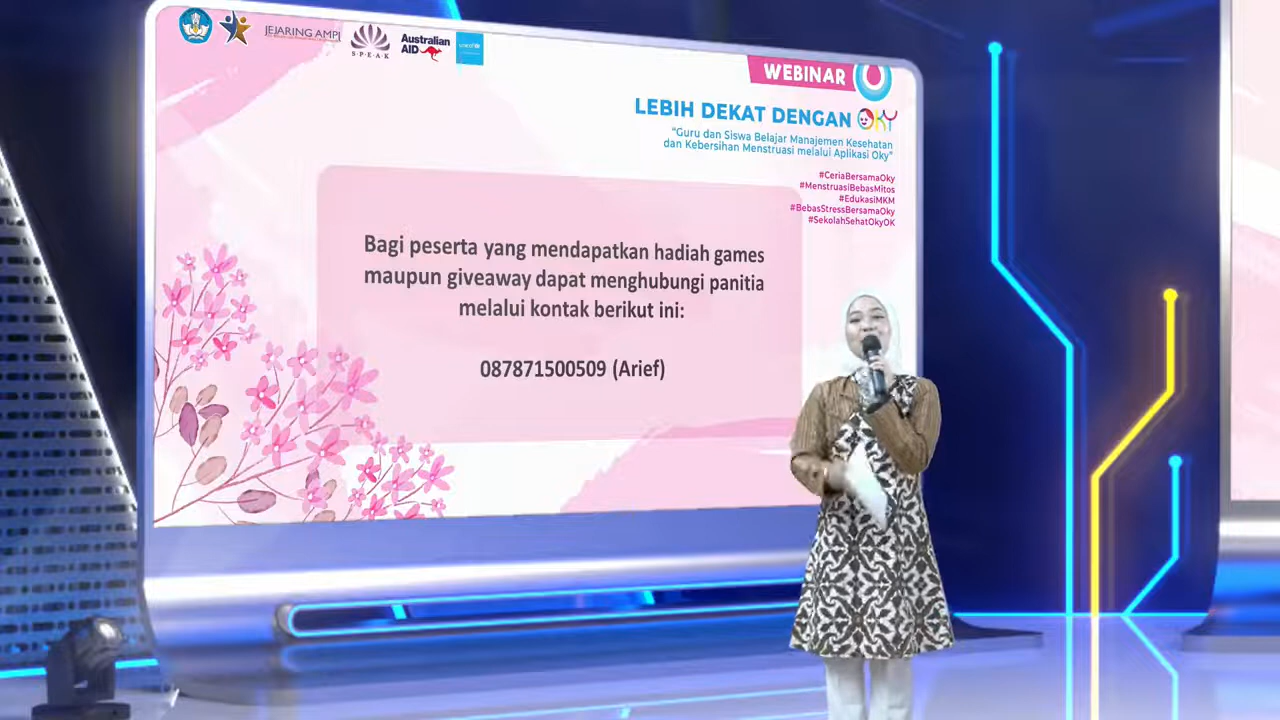 JEJARING AMPI
SPEAK
Australian
AID
unicef
WEBINAR
LEBIH DEKAT DENGAN OKY
"Guru dan Siswa Belajar Manajemen Kesehatan
dan Kebersihan Menstruasi melalui Aplikasi Oky"
#CeriaBersamaOky
#MenstruasiBebasMitos
#EdukasiMKM
#BebasStressBersamaOky
#SekolahSehatOkyOK
Bagi peserta yang mendapatkan hadiah games
maupun giveaway dapat menghubungi panitia
melalui kontak berikut ini:
087871500509 (Arief)